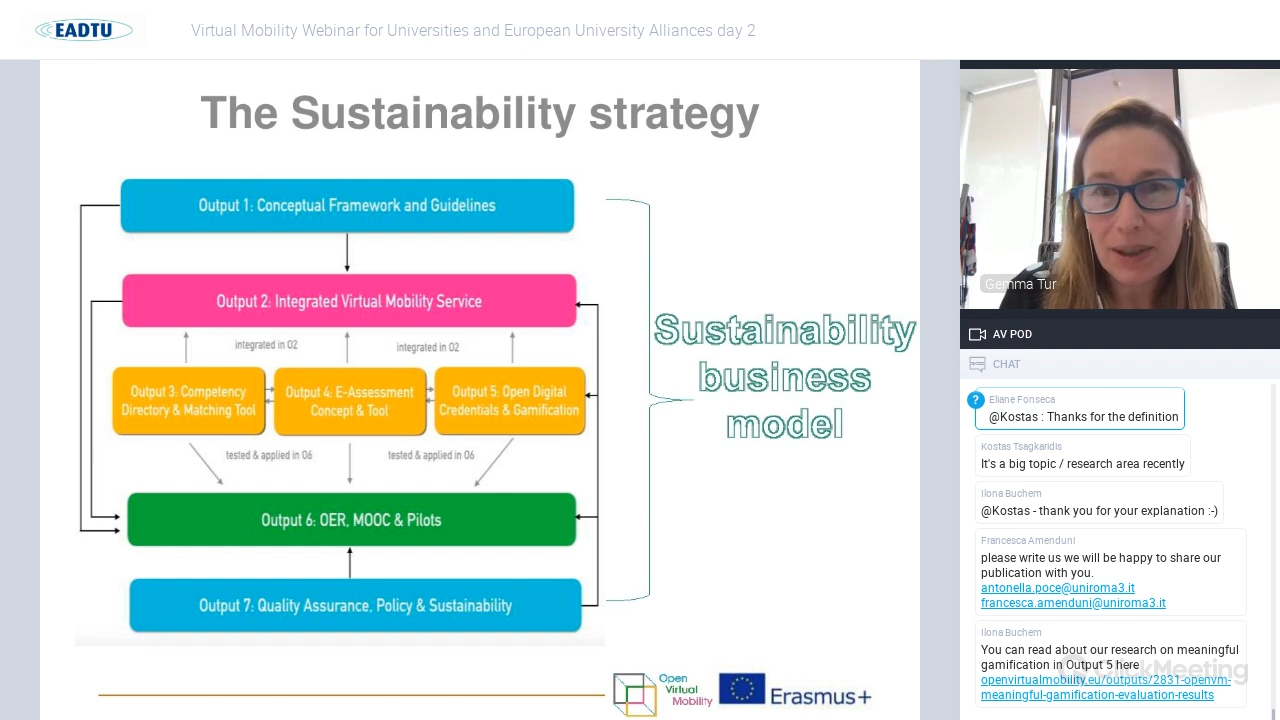 EADTU
Virtual Mobility Webinar for Universities and European University Alliances day 2
The Sustainability strategy
Output 1: Conceptual Framework and Guidelines
Output 2: Integrated Virtual Mobility Service
integrated in O2
integrated in O2
Output 3: Competency
Directory & Matching Tool
Output 4: E-Assessment
Concept & Tool
Output 5: Open Digital
Credentials & Gamification
tested & applied in O6
tested & applied in O6
Output 6: OER, MOOC & Pilots
Output 7: Quality Assurance, Policy & Sustainability
Sustainability
business
model
Open
Virtual
Mobility
Erasmus+
Gemma Tur
AV POD
CHAT
?
Eliane Fonseca
@Kostas : Thanks for the definition
Kostas Tsagkaridis
It's a big topic / research area recently
Ilona Buchem
@Kostas - thank you for your explanation :-)
Francesca Amenduni
please write us we will be happy to share our
publication with you.
antonella.poce@uniroma3.it
francesca.amenduni@uniroma3.it
Ilona Buchem
You can read about our research on meaningful
gamification in Output 5 here
openvirtualmobility.eu/outputs/2831-openvm-
meaningful-gamification-evaluation-results
ClickMeeting